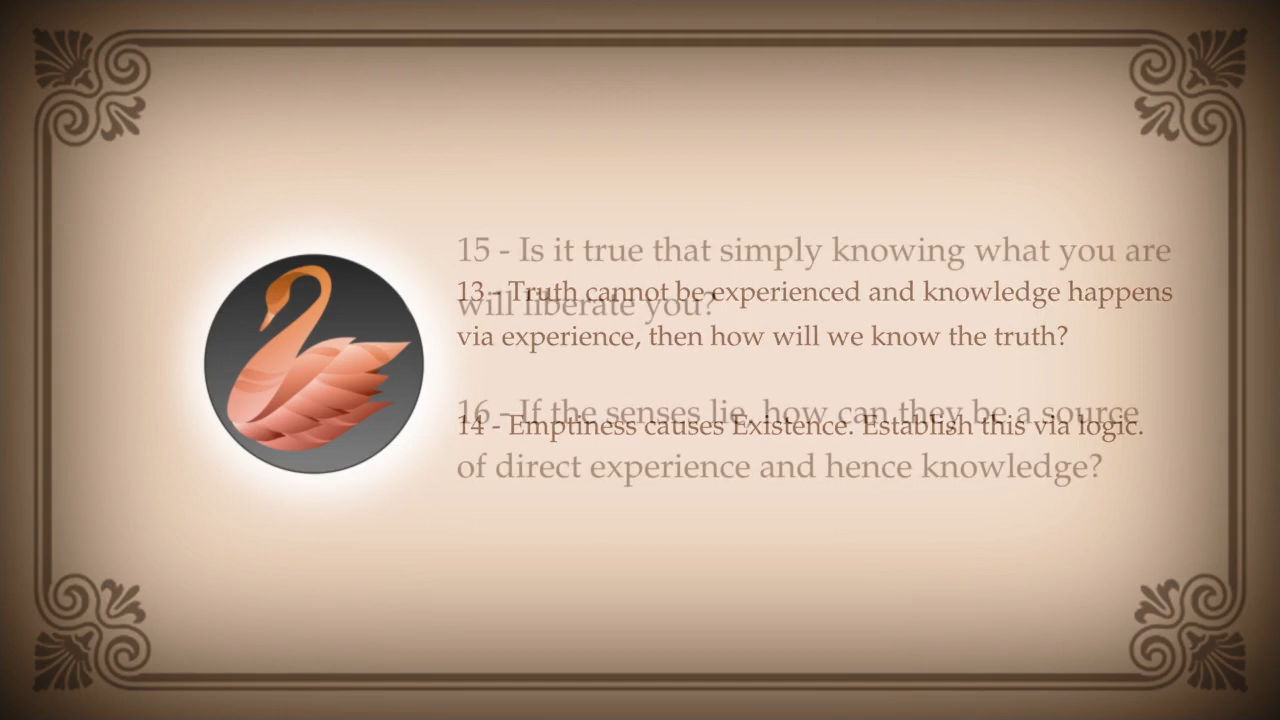 15 - Is it true that simply knowing what you are
will liberate you?
13 - Truth cannot be experienced and knowledge happens
via experience, then how will we know the truth?
16 - If the senses lie, how can they be a source
of direct experience and hence knowledge?
14 - Emptiness causes Existence. Establish this via logic.